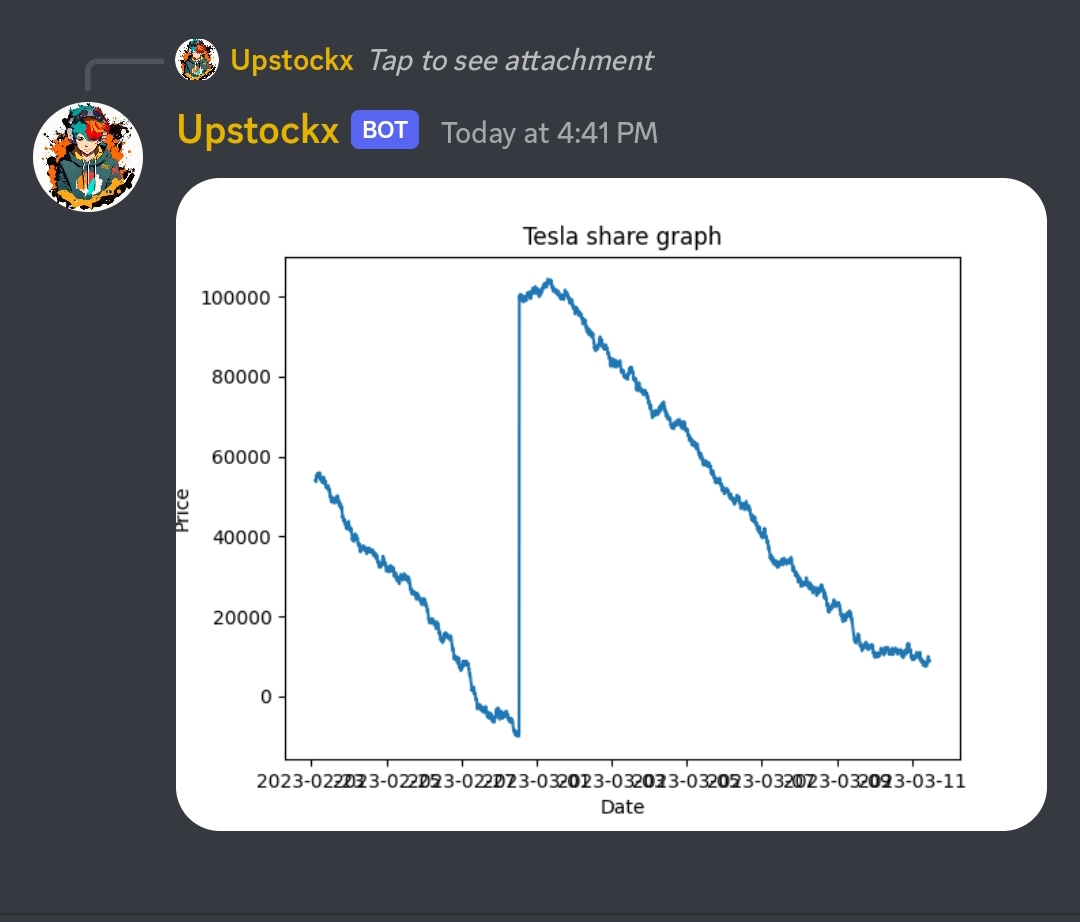 Upstockx Tap to see attachment
Upstockx BOT Today at 4:41 PM
Tesla share graph
100000
80000
60000
40000
20000
0
Price
2023-02-23 2023-02-25 2023-02-27 2023-03-01 2023-03-03 2023-03-05 2023-03-07 2023-03-09 2023-03-11
Date